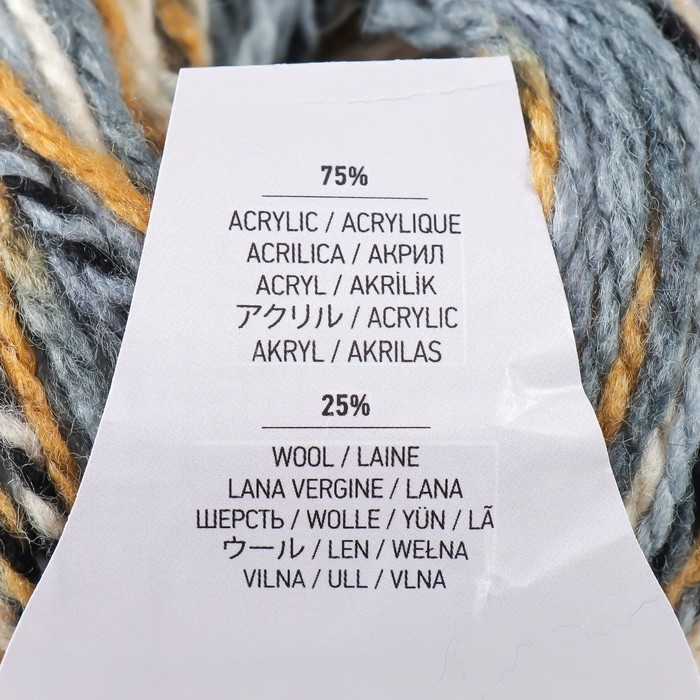 75%
ACRYLIC / ACRYLIQUE
ACRILICA / АКРИЛ
ACRYL / AKRİLİK
アクリル / ACRYLIC
AKRYL / AKRILAS
25%
WOOL / LAINE
LANA VERGINE / LANA
ШЕРСТЬ / WOLLE / YÜN / LÃ
ウール / LEN / WEŁNA
VILNA / ULL / VLNA